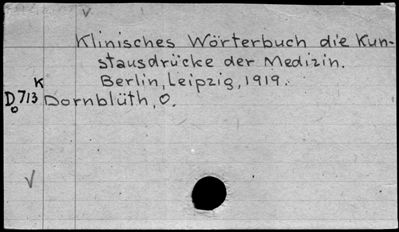 Klinisches Wörterbuch die Kun-
stausdrücke der Medizin.
Berlin, Leipzig, 1919.
K
D713 Dornblüth, O.
o